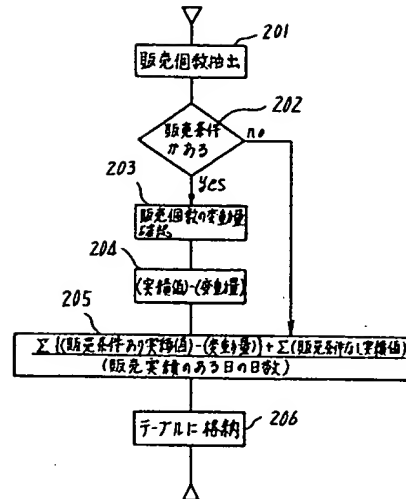 201
販売個数抽出
202
販売条件
がある
no
yes
203
販売個数の変動量
確認
204
(実績値)-(変動量)
205
Σ{(販売条件あり実績値)-(変動量)}+Σ(販売条件なし実績値)
(販売実績のある日の日数)
テーブルに格納
206